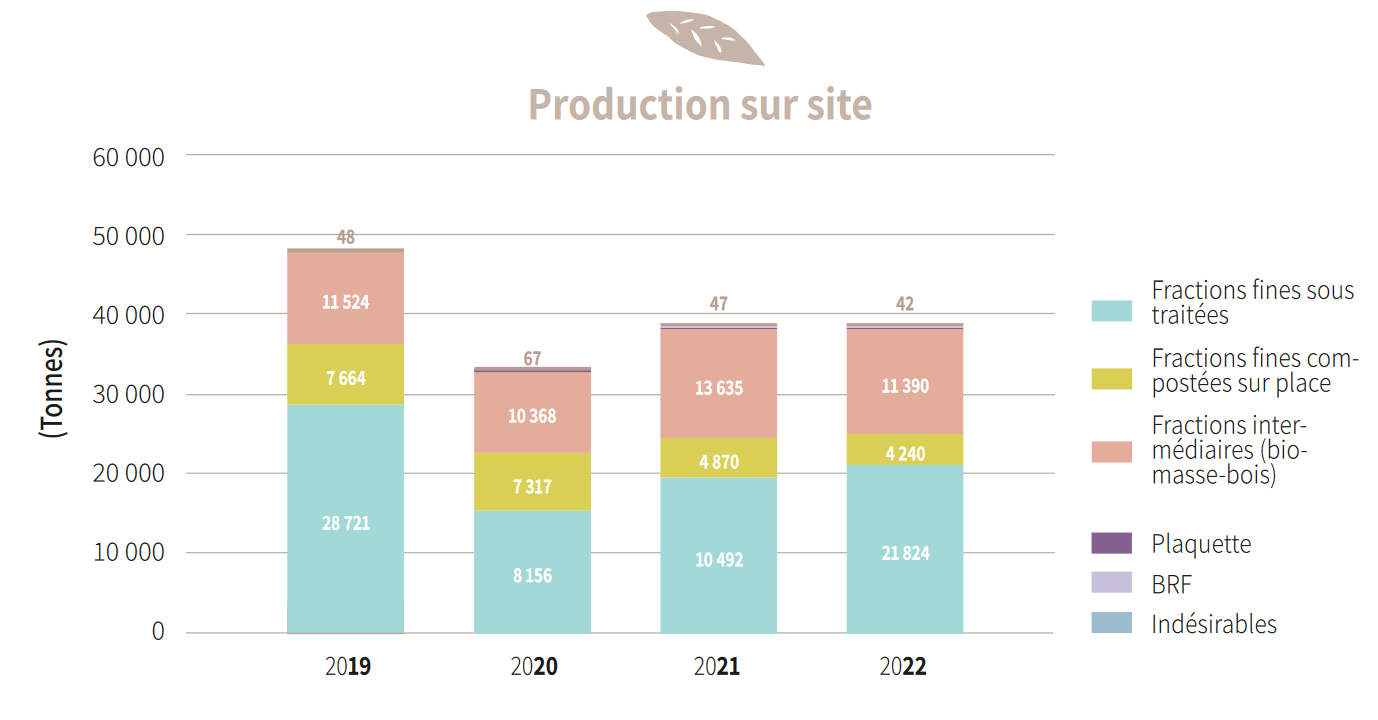 Production sur site
60 000
50 000
40 000
30 000
20 000
10 000
0
(Tonnes)
48
11 524
7 664
28 721
67
10 368
7 317
8 156
47
13 635
4 870
10 492
42
11 390
4 240
21 824
2019
2020
2021
2022
Fractions fines sous
traitées
Fractions fines com-
postées sur place
Fractions inter-
médiaires (bio-
masse-bois)
Plaquette
BRF
Indésirables